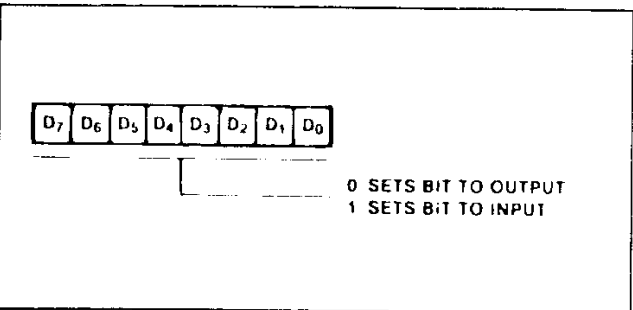 D7 D6 D5 D4 D3 D2 D1 D0
0 SETS BIT TO OUTPUT
1 SETS BiT TO INPUT